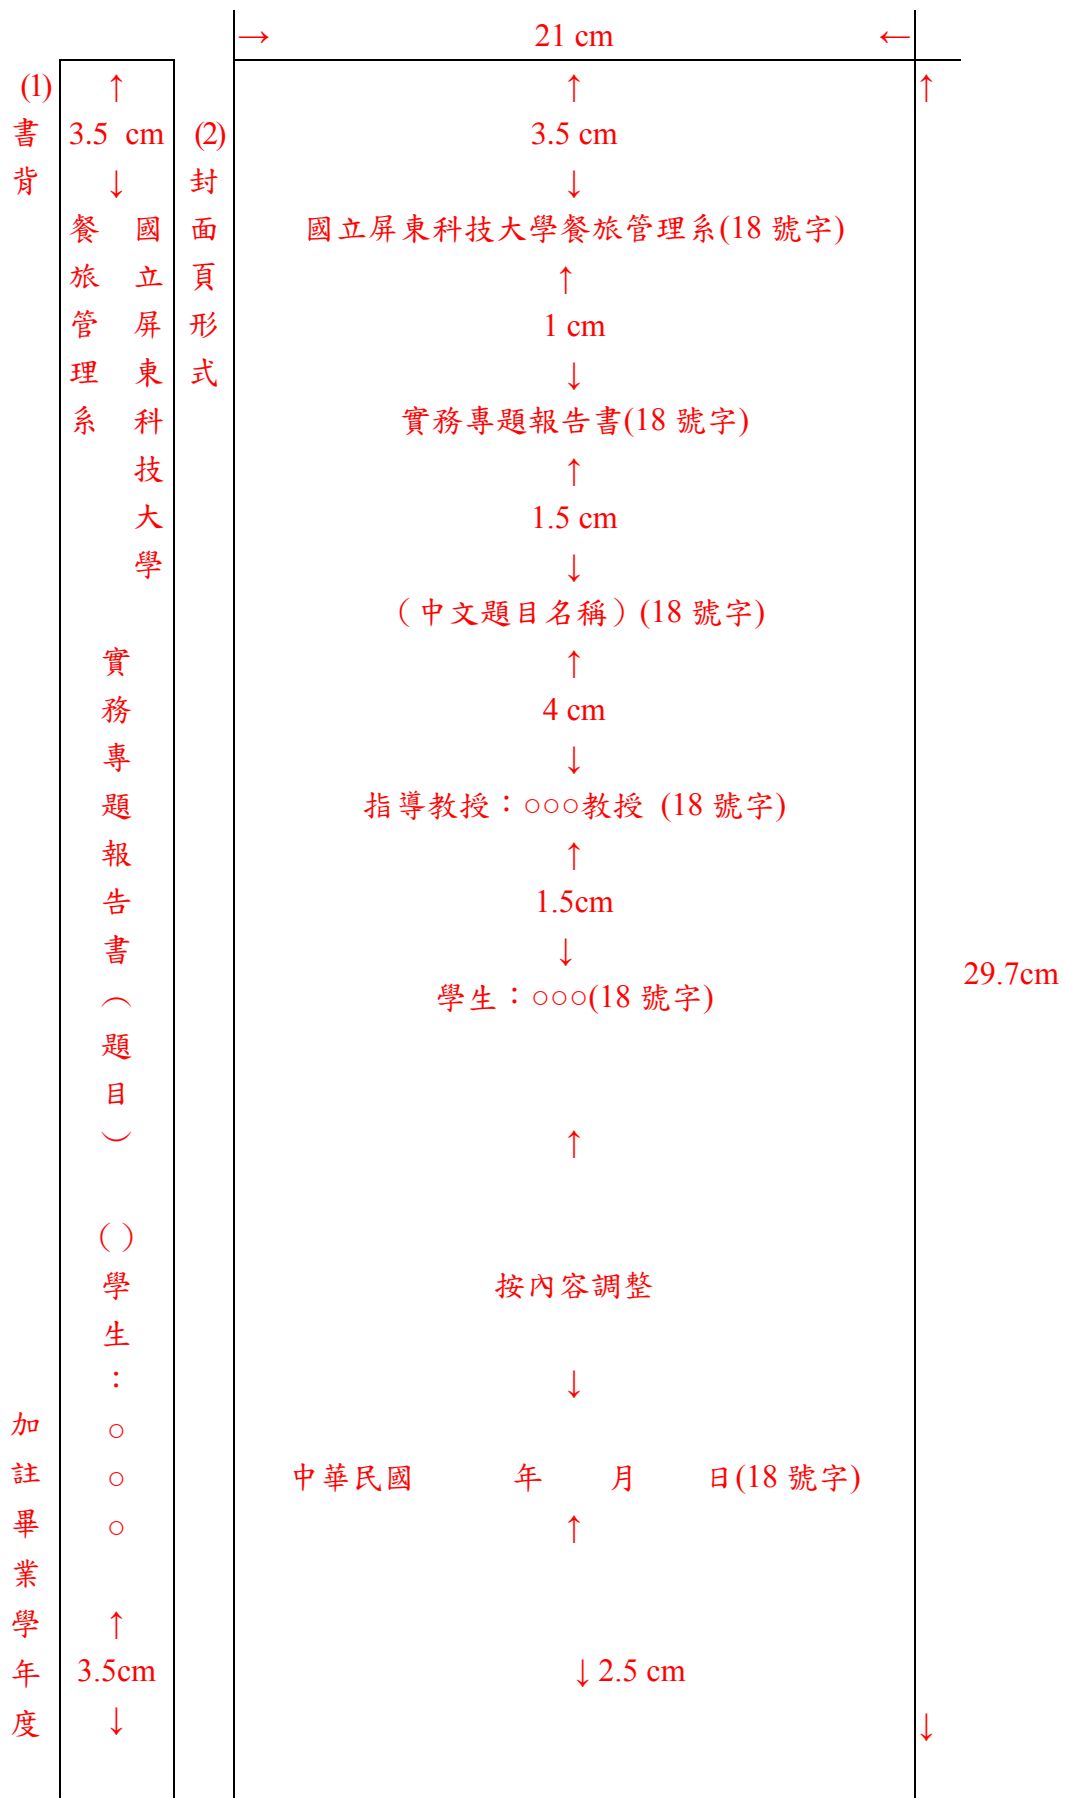 → 21 cm ←
(1)書背
↑
3.5 cm
↓
國立屏東科技大學
餐旅管理系
實務專題報告書（題目）
( )
學生：○○○
↑
3.5cm
↓
加註畢業學年度
(2)封面頁形式
↑
3.5 cm
↓
國立屏東科技大學餐旅管理系(18 號字)
↑
1 cm
↓
實務專題報告書(18 號字)
↑
1.5 cm
↓
（中文題目名稱）(18 號字)
↑
4 cm
↓
指導教授：○○○教授 (18 號字)
↑
1.5cm
↓
學生：○○○(18 號字)
↑
按內容調整
↓
中華民國 年 月 日(18 號字)
↑
↓ 2.5 cm
↑
29.7cm
↓